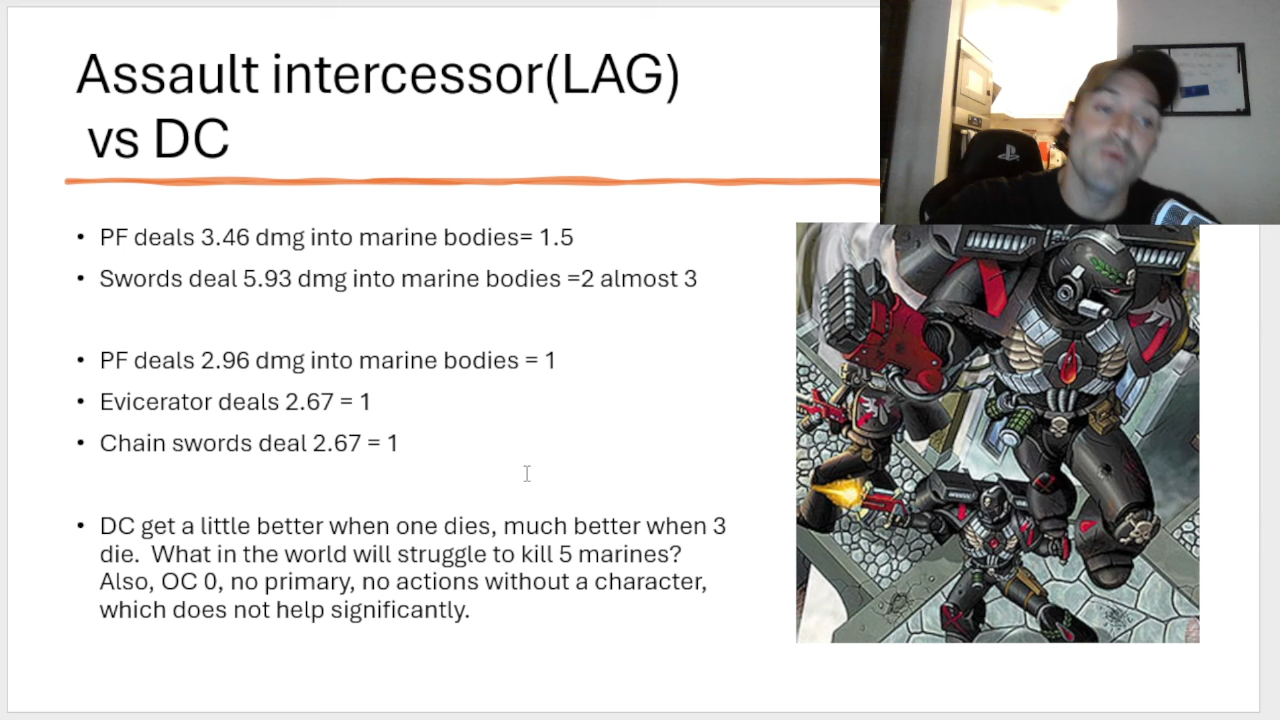 Assault intercessor(LAG)
vs DC
• PF deals 3.46 dmg into marine bodies= 1.5
• Swords deal 5.93 dmg into marine bodies =2 almost 3
• PF deals 2.96 dmg into marine bodies = 1
• Evicerator deals 2.67 = 1
• Chain swords deal 2.67 = 1
• DC get a little better when one dies, much better when 3
die.  What in the world will struggle to kill 5 marines?
Also, OC 0, no primary, no actions without a character,
which does not help significantly.